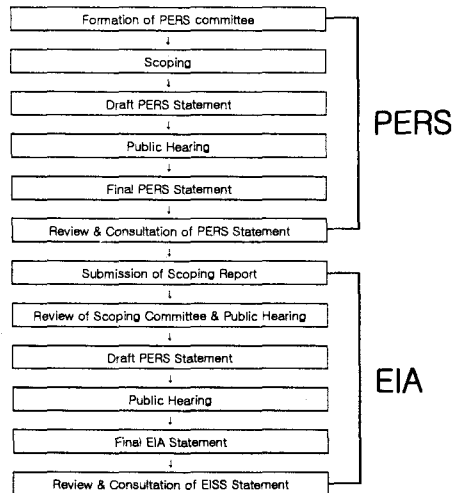 Formation of PERS committee
↓
Scoping
↓
Draft PERS Statement
↓
Public Hearing
↓
Final PERS Statement
↓
Review & Consultation of PERS Statement
PERS
↓
Submission of Scoping Report
↓
Review of Scoping Committee & Public Hearing
↓
Draft PERS Statement
↓
Public Hearing
↓
Final EIA Statement
↓
Review & Consultation of EISS Statement
EIA